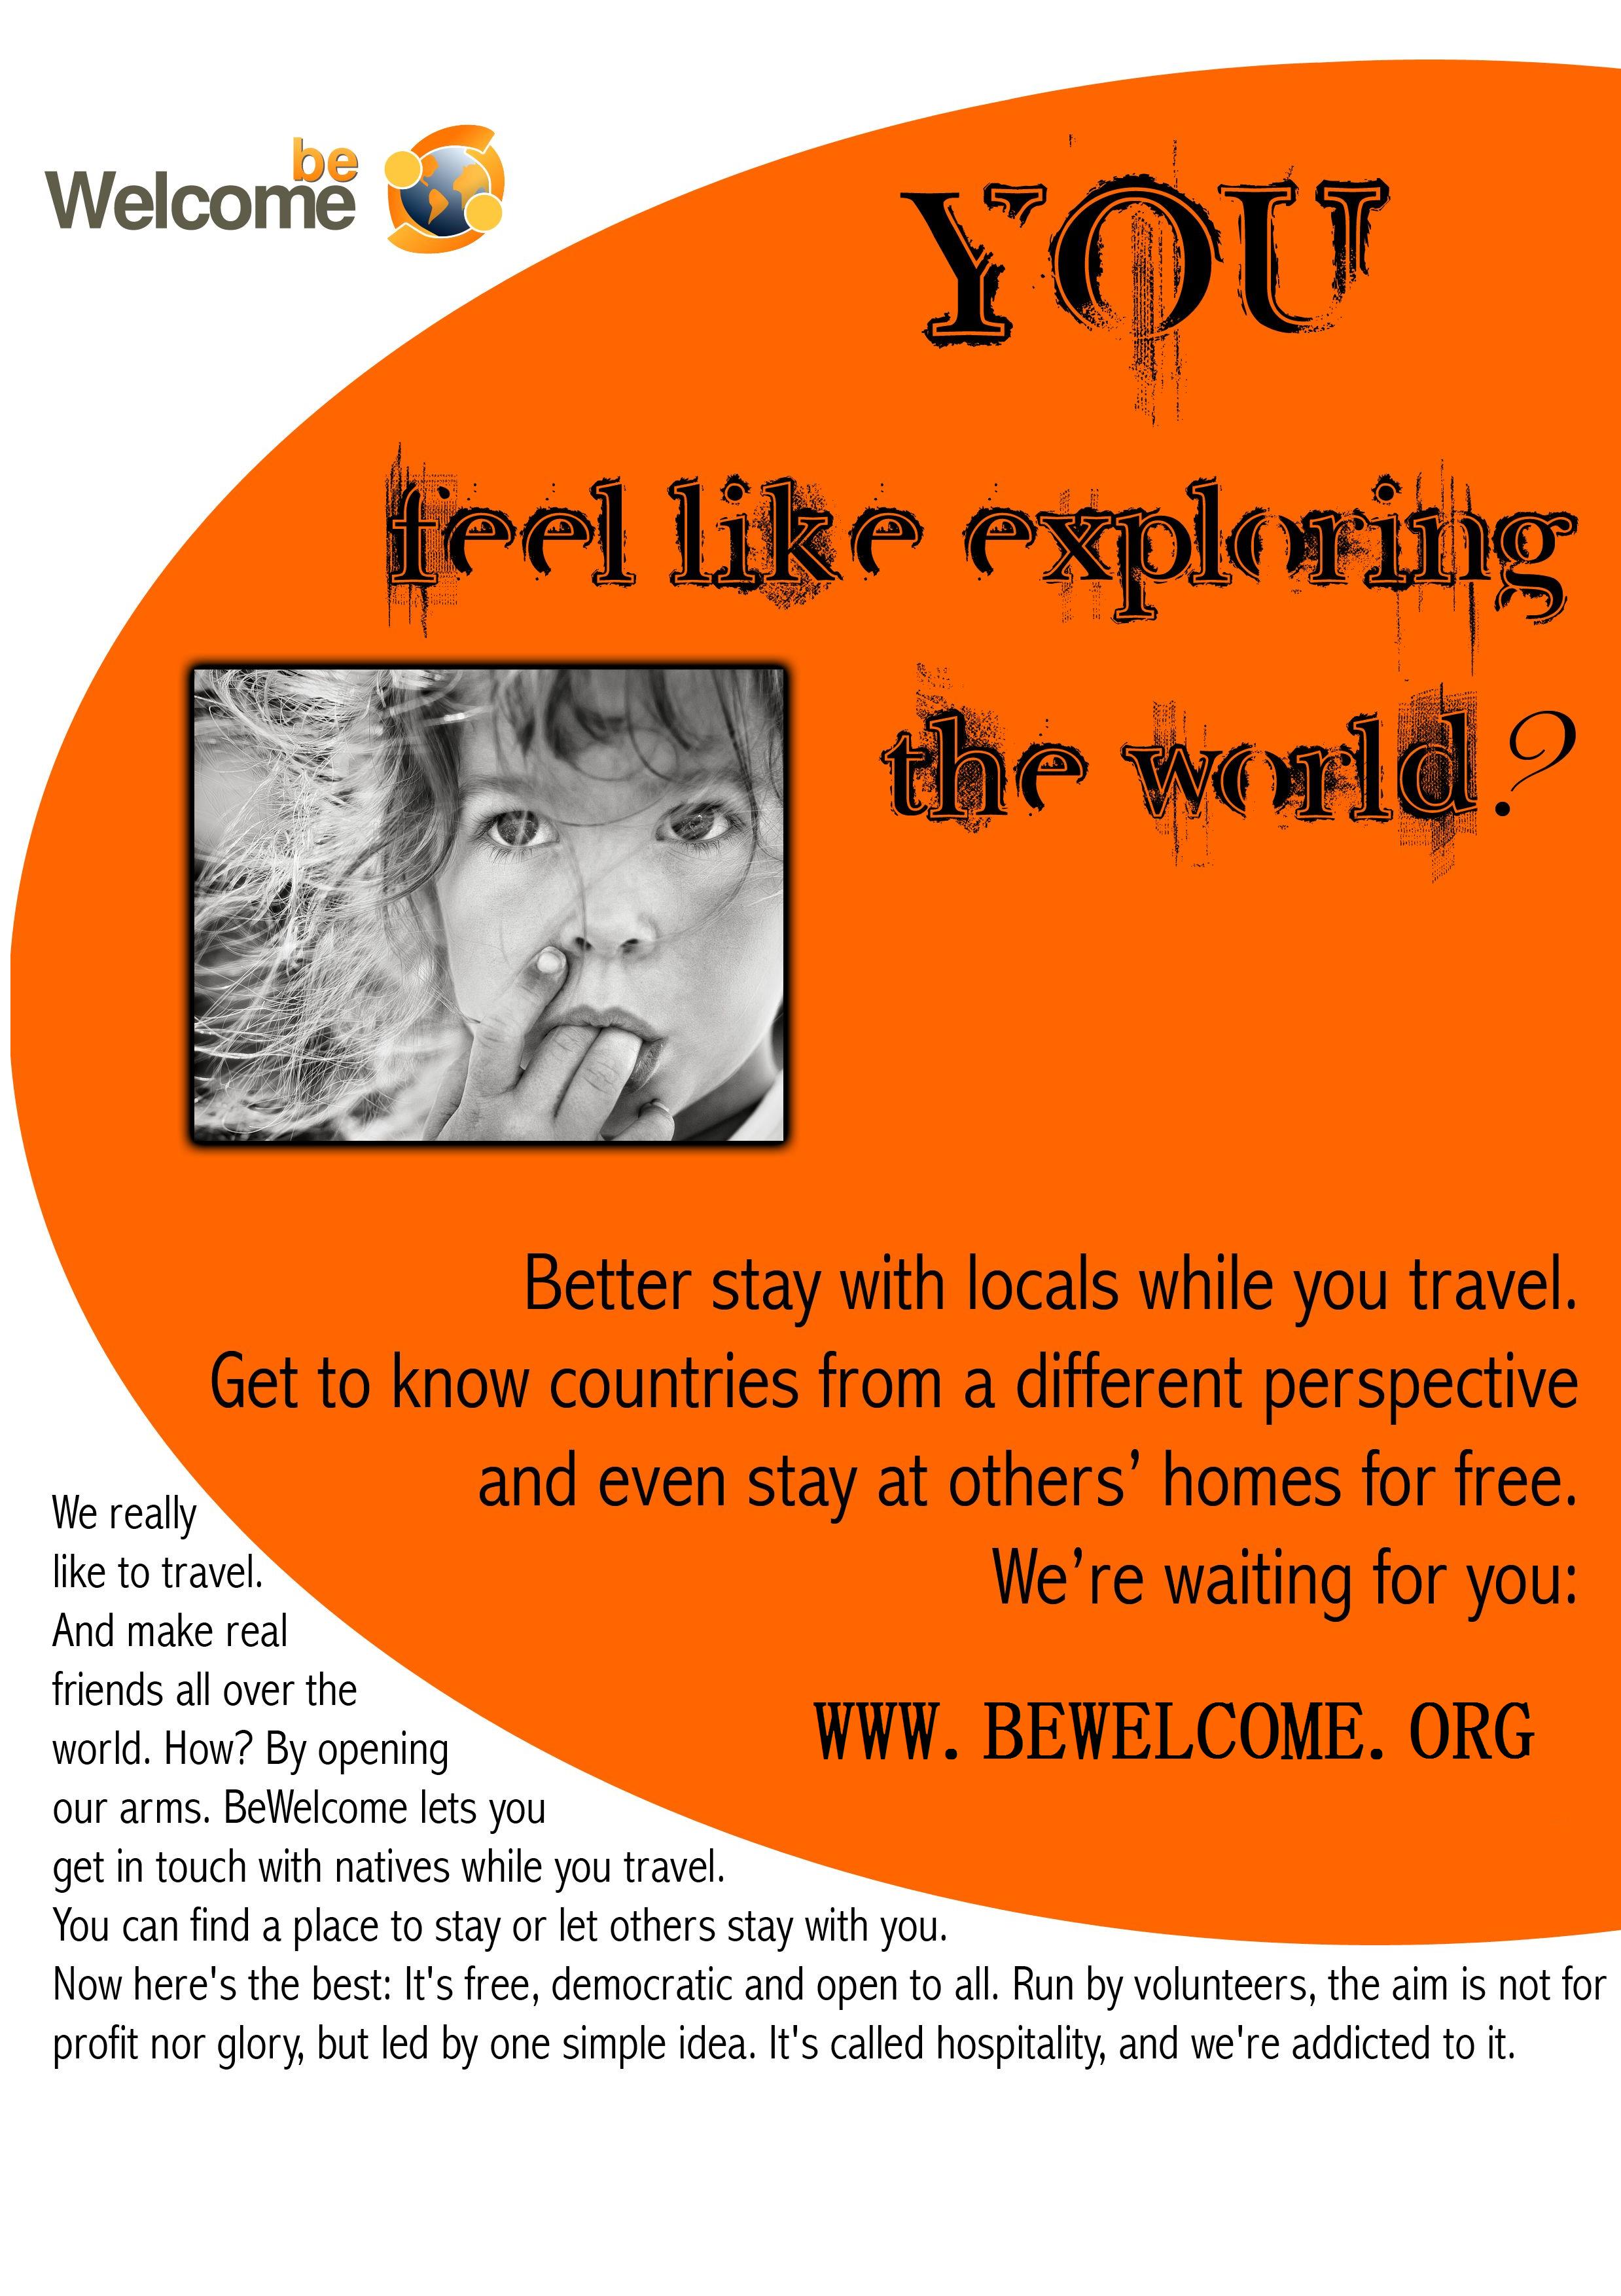 be
Welcome
YOU
feel like exploring
the world?
Better stay with locals while you travel.
Get to know countries from a different perspective
and even stay at others’ homes for free.
We’re waiting for you:
WWW.BEWELCOME.ORG
We really
like to travel.
And make real
friends all over the
world. How? By opening
our arms. BeWelcome lets you
get in touch with natives while you travel.
You can find a place to stay or let others stay with you.
Now here's the best: It's free, democratic and open to all. Run by volunteers, the aim is not for
profit nor glory, but led by one simple idea. It's called hospitality, and we're addicted to it.